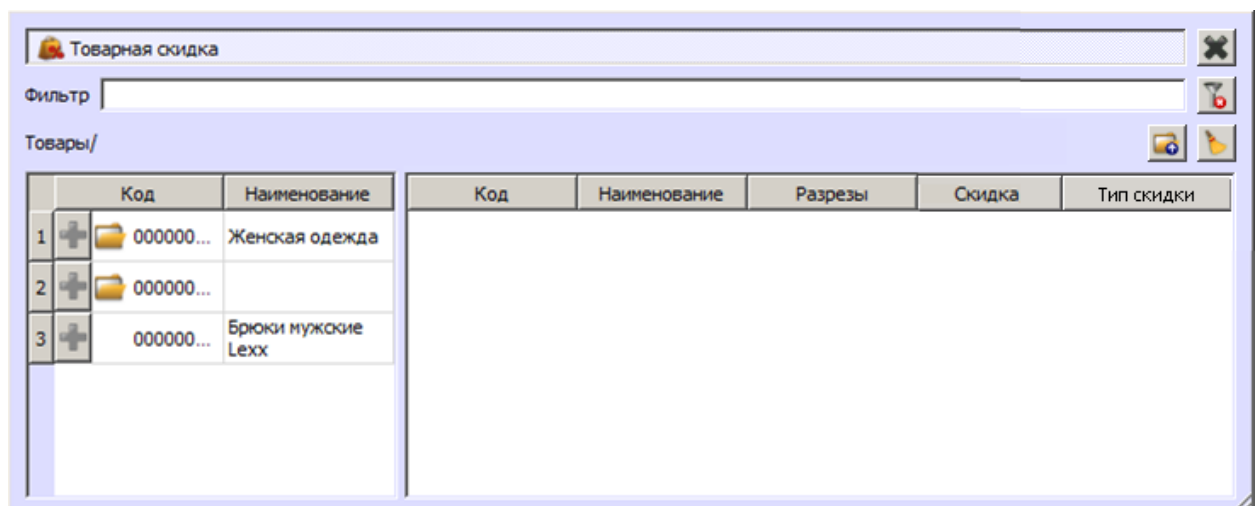 Товарная скидка
Фильтр
Товары/
Код Наименование Код Наименование Разрезы Скидка Тип скидки
1 000000... Женская одежда
2 000000...
3 000000... Брюки мужские
Lexx